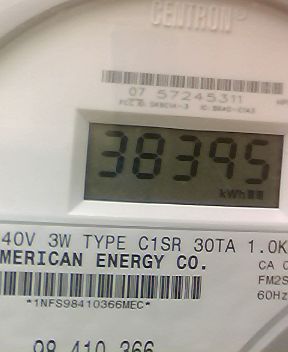 CENTRON®
07 57245311
38395
kWh
40V 3W TYPE C1SR 30TA 1.0K
MERICAN ENERGY CO.
CA 0
FM2S
60Hz
*1NFS98410366MEC*
98 410 366